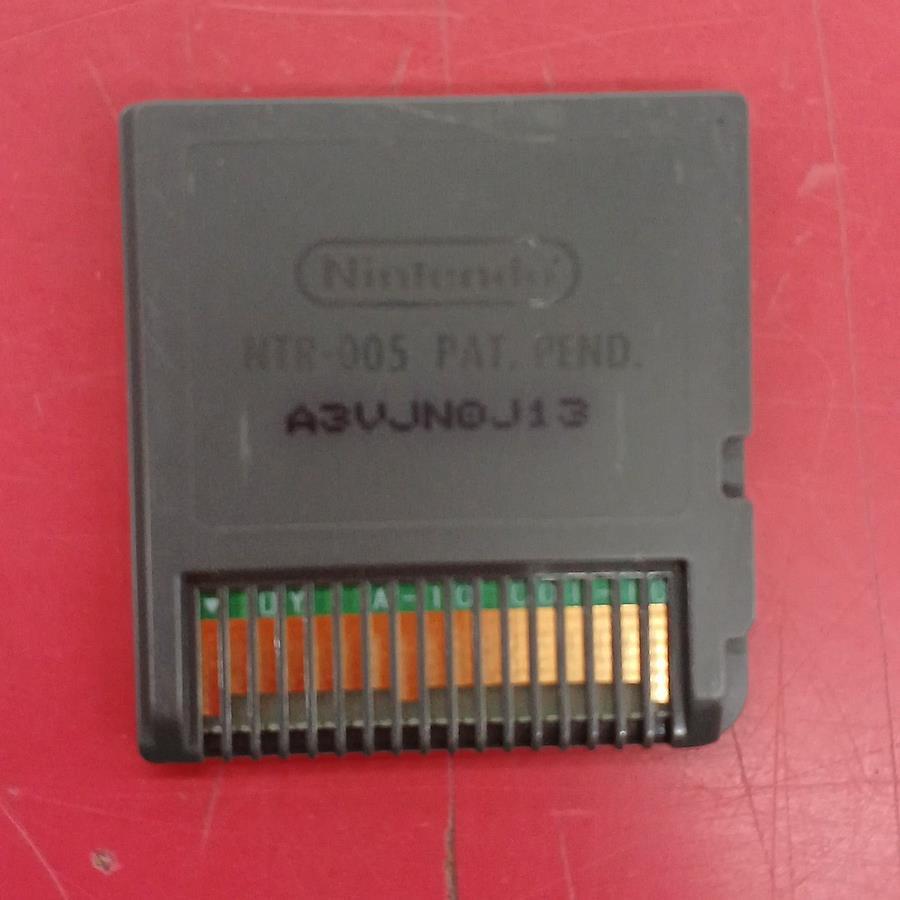 Nintendo
NTR-005 PAT. PEND.
A3VJN0J13